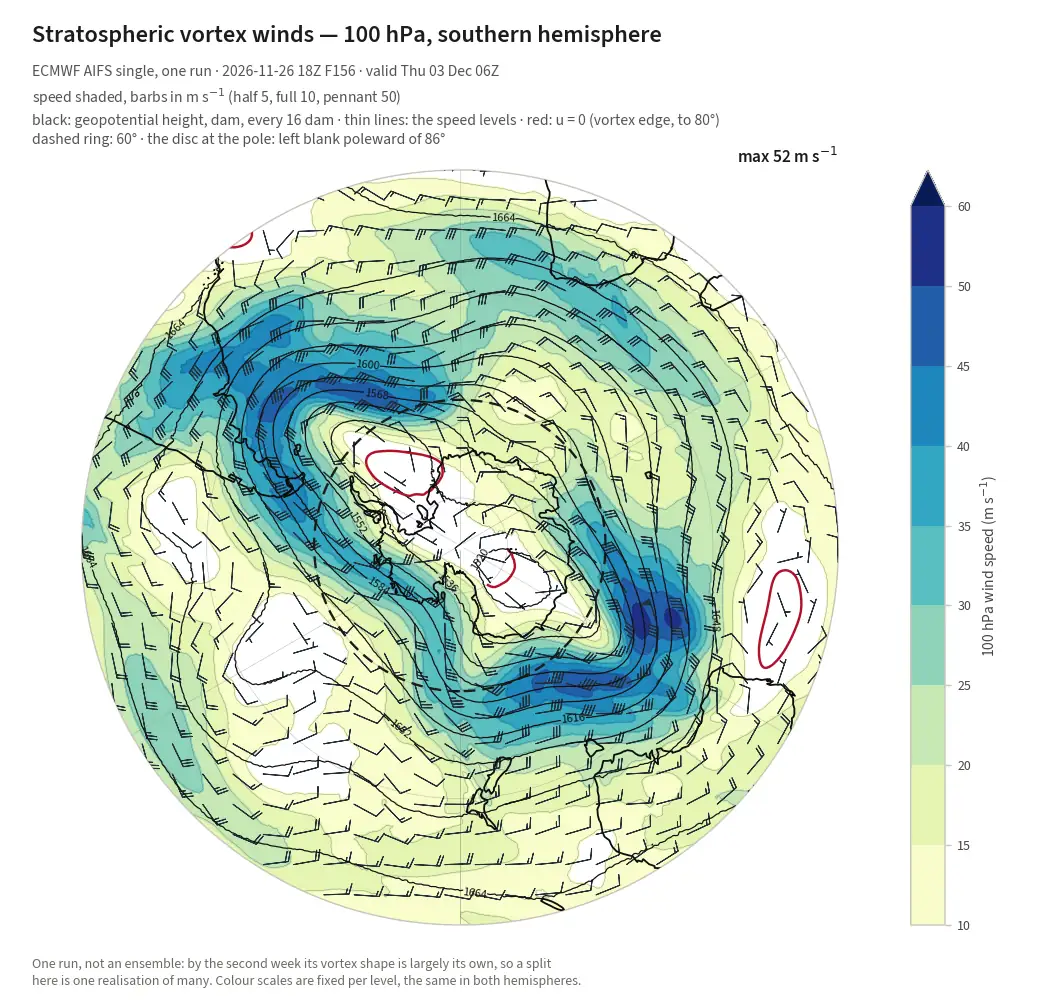 Stratospheric vortex winds — 100 hPa, southern hemisphere
ECMWF AIFS single, one run · 2026-11-26 18Z F156 · valid Thu 03 Dec 06Z
speed shaded, barbs in m s⁻¹ (half 5, full 10, pennant 50)
black: geopotential height, dam, every 16 dam · thin lines: the speed levels · red: u = 0 (vortex edge, to 80°)
dashed ring: 60° · the disc at the pole: left blank poleward of 86°
max 52 m s⁻¹
60
50
45
40
35
30
25
20
15
10
100 hPa wind speed (m s⁻¹)
1664
1664
1600
1568
1552
1520
1648
1616
1664
One run, not an ensemble: by the second week its vortex shape is largely its own, so a split
here is one realisation of many. Colour scales are fixed per level, the same in both hemispheres.